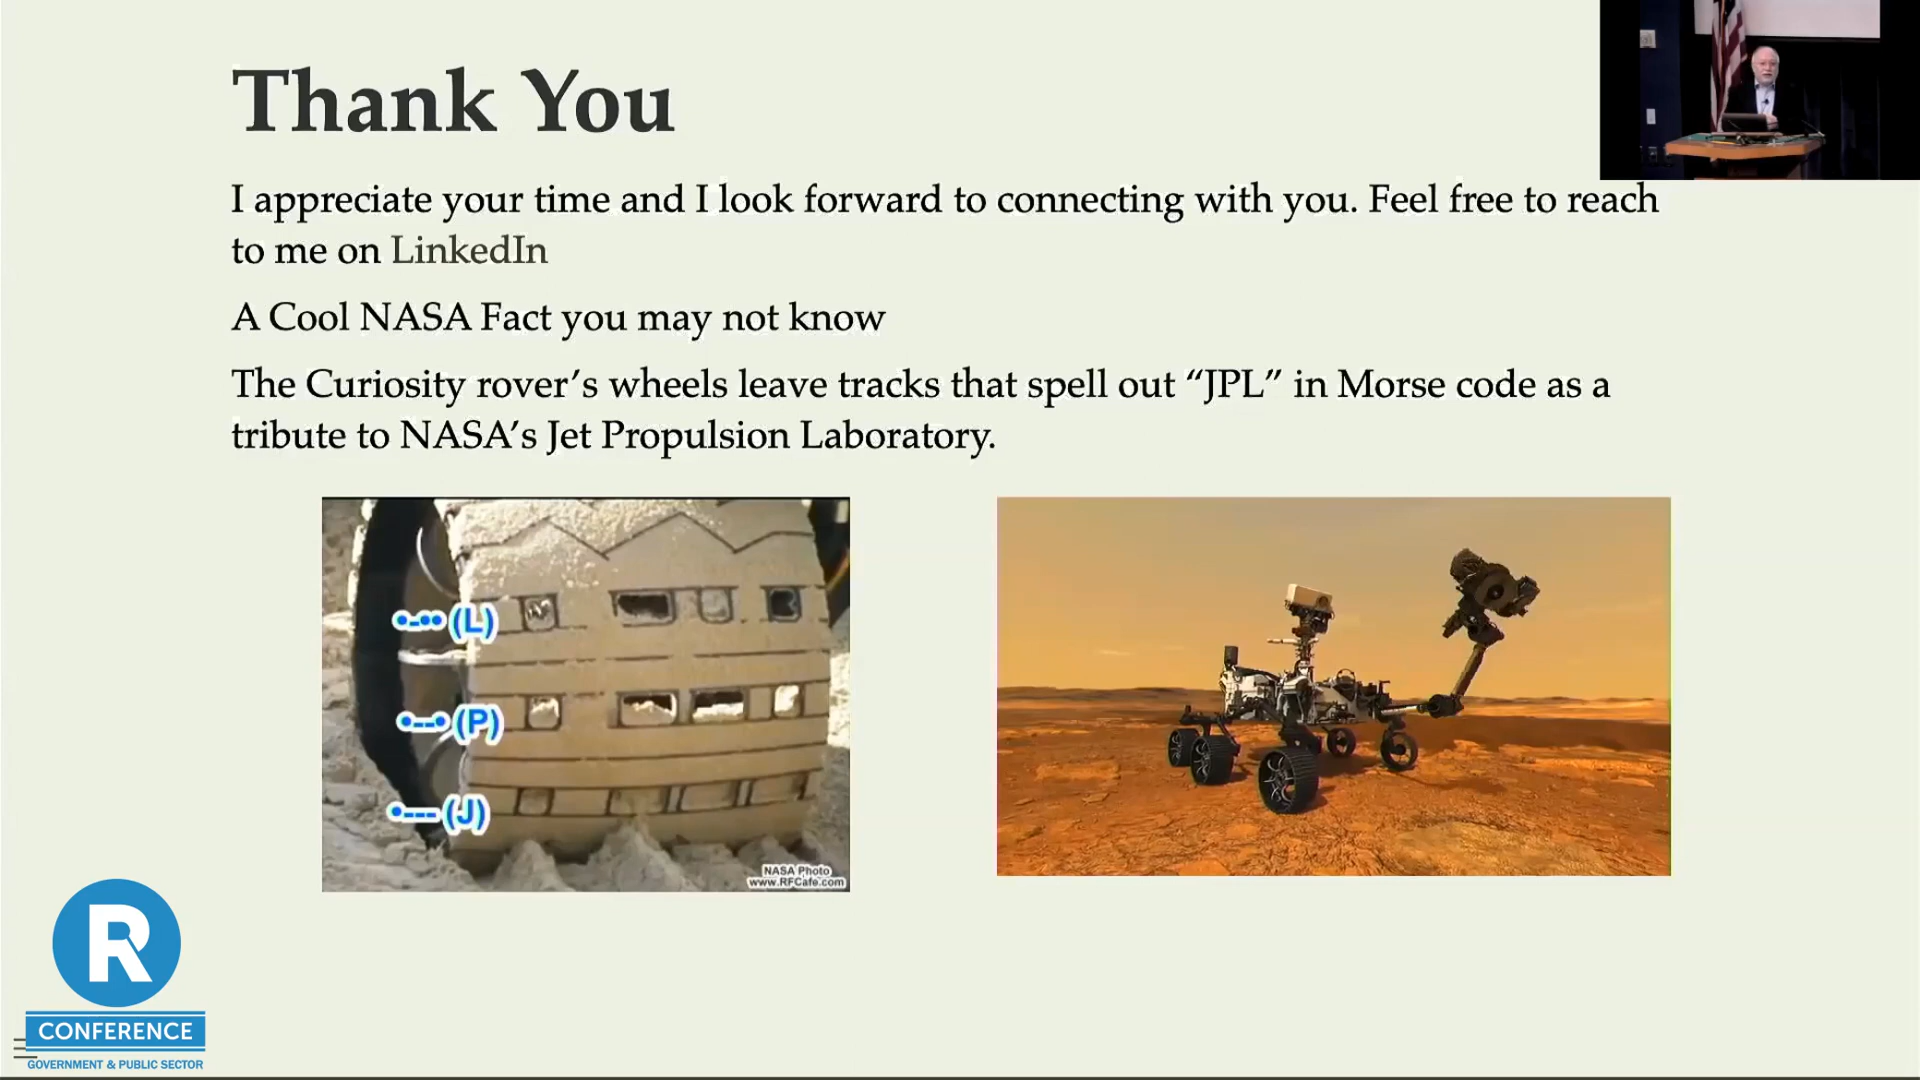 Thank You
I appreciate your time and I look forward to connecting with you. Feel free to reach
to me on LinkedIn
A Cool NASA Fact you may not know
The Curiosity rover’s wheels leave tracks that spell out “JPL” in Morse code as a
tribute to NASA’s Jet Propulsion Laboratory.
•-•• (L)
•--• (P)
•--- (J)
NASA Photo
www.RFCafe.com
R
CONFERENCE
GOVERNMENT & PUBLIC SECTOR